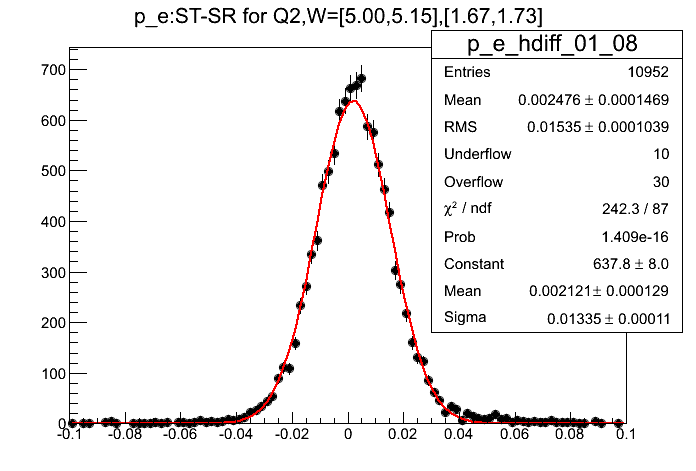 p_e:ST-SR for Q2,W=[5.00,5.15],[1.67,1.73]
p_e_hdiff_01_08
Entries 10952
Mean 0.002476 ± 0.0001469
RMS 0.01535 ± 0.0001039
Underflow 10
Overflow 30
χ² / ndf 242.3 / 87
Prob 1.409e-16
Constant 637.8 ± 8.0
Mean 0.002121 ± 0.000129
Sigma 0.01335 ± 0.00011
700
600
500
400
300
200
100
0
-0.1 -0.08 -0.06 -0.04 -0.02 0 0.02 0.04 0.06 0.08 0.1